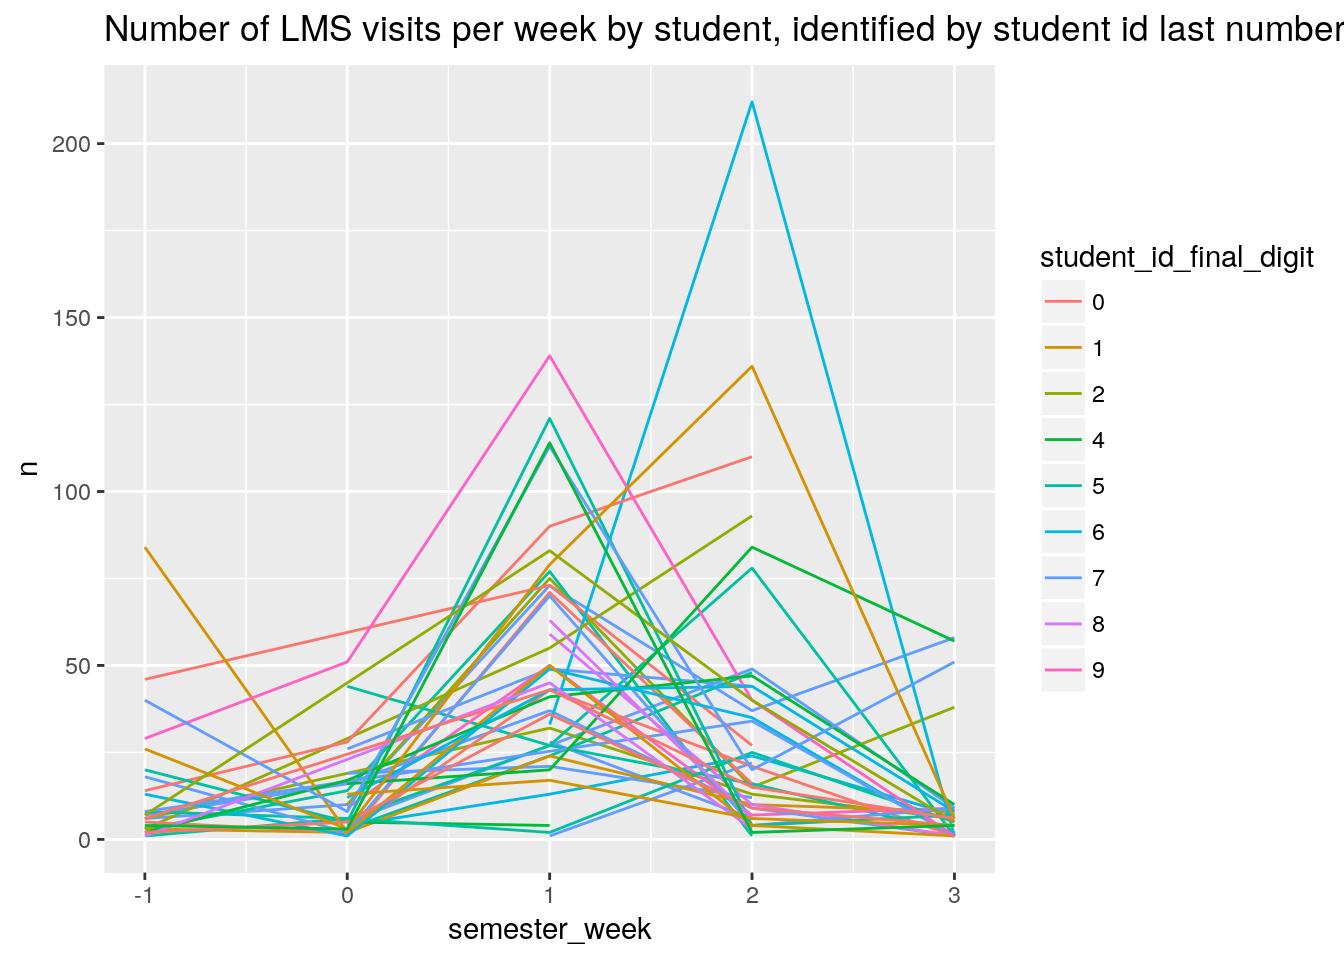 Number of LMS visits per week by student, identified by student id last number
200
150
100
50
0
n
-1 0 1 2 3
semester_week
student_id_final_digit
0
1
2
4
5
6
7
8
9